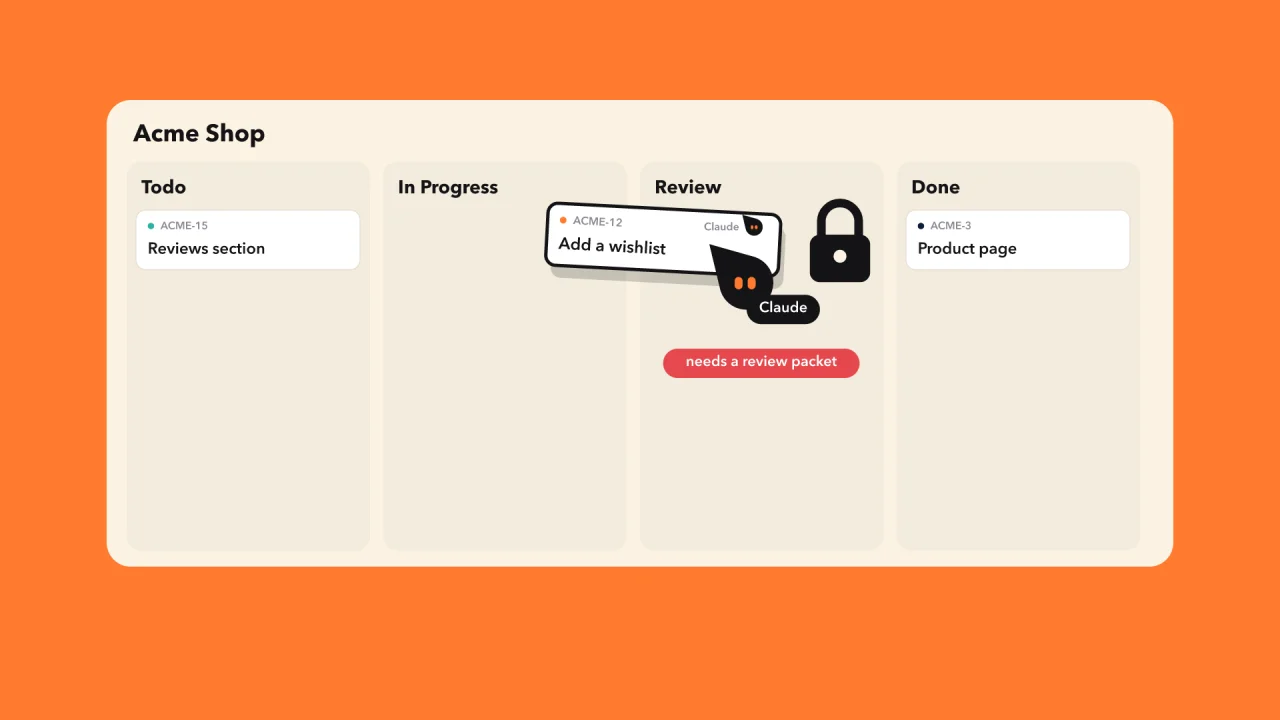 Acme Shop
Todo
ACME-15
Reviews section
In Progress
Review
ACME-12
Claude
Add a wishlist
Claude
needs a review packet
Done
ACME-3
Product page